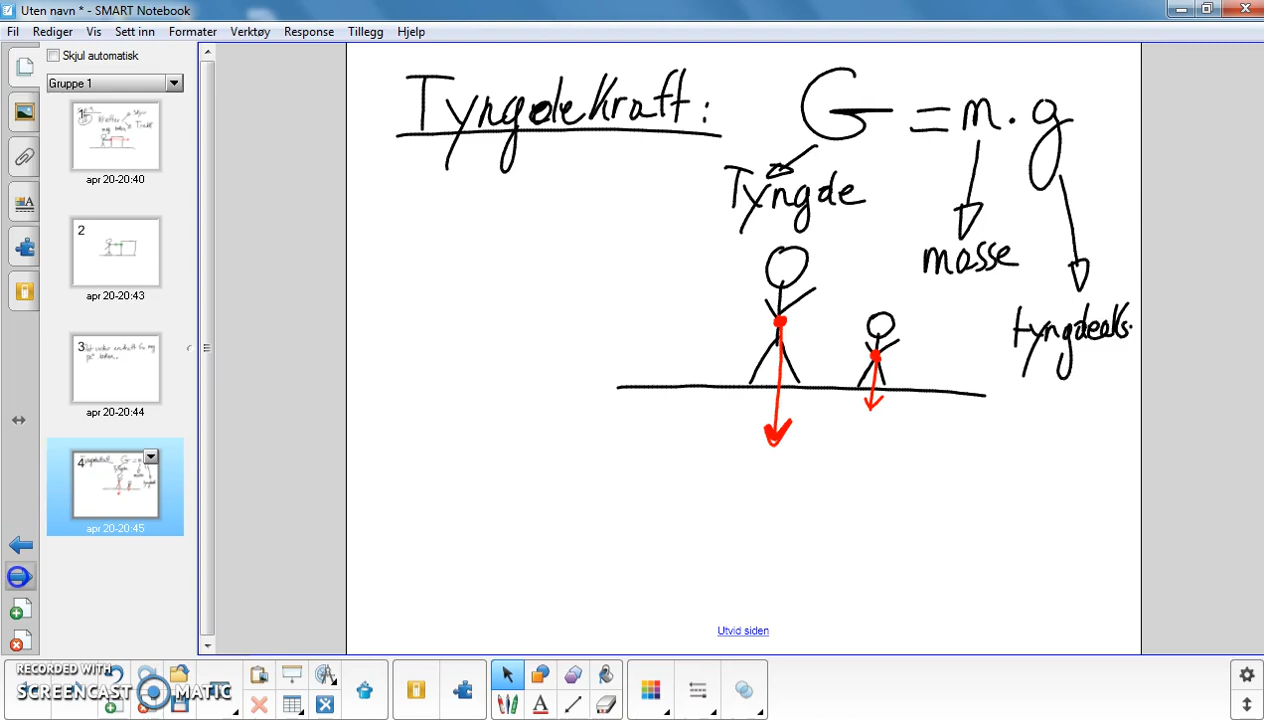 Uten navn * - SMART Notebook
Fil Rediger Vis Sett inn Formater Verktøy Response Tillegg Hjelp
Skjul automatisk
Gruppe 1
1
apr 20-20:40
2
apr 20-20:43
3
apr 20-20:44
4
apr 20-20:45
Tyngdekraft: G = m · g
Tyngde
masse
tyngdeaks.
Utvid siden
RECORDED WITH
SCREENCAST MATIC